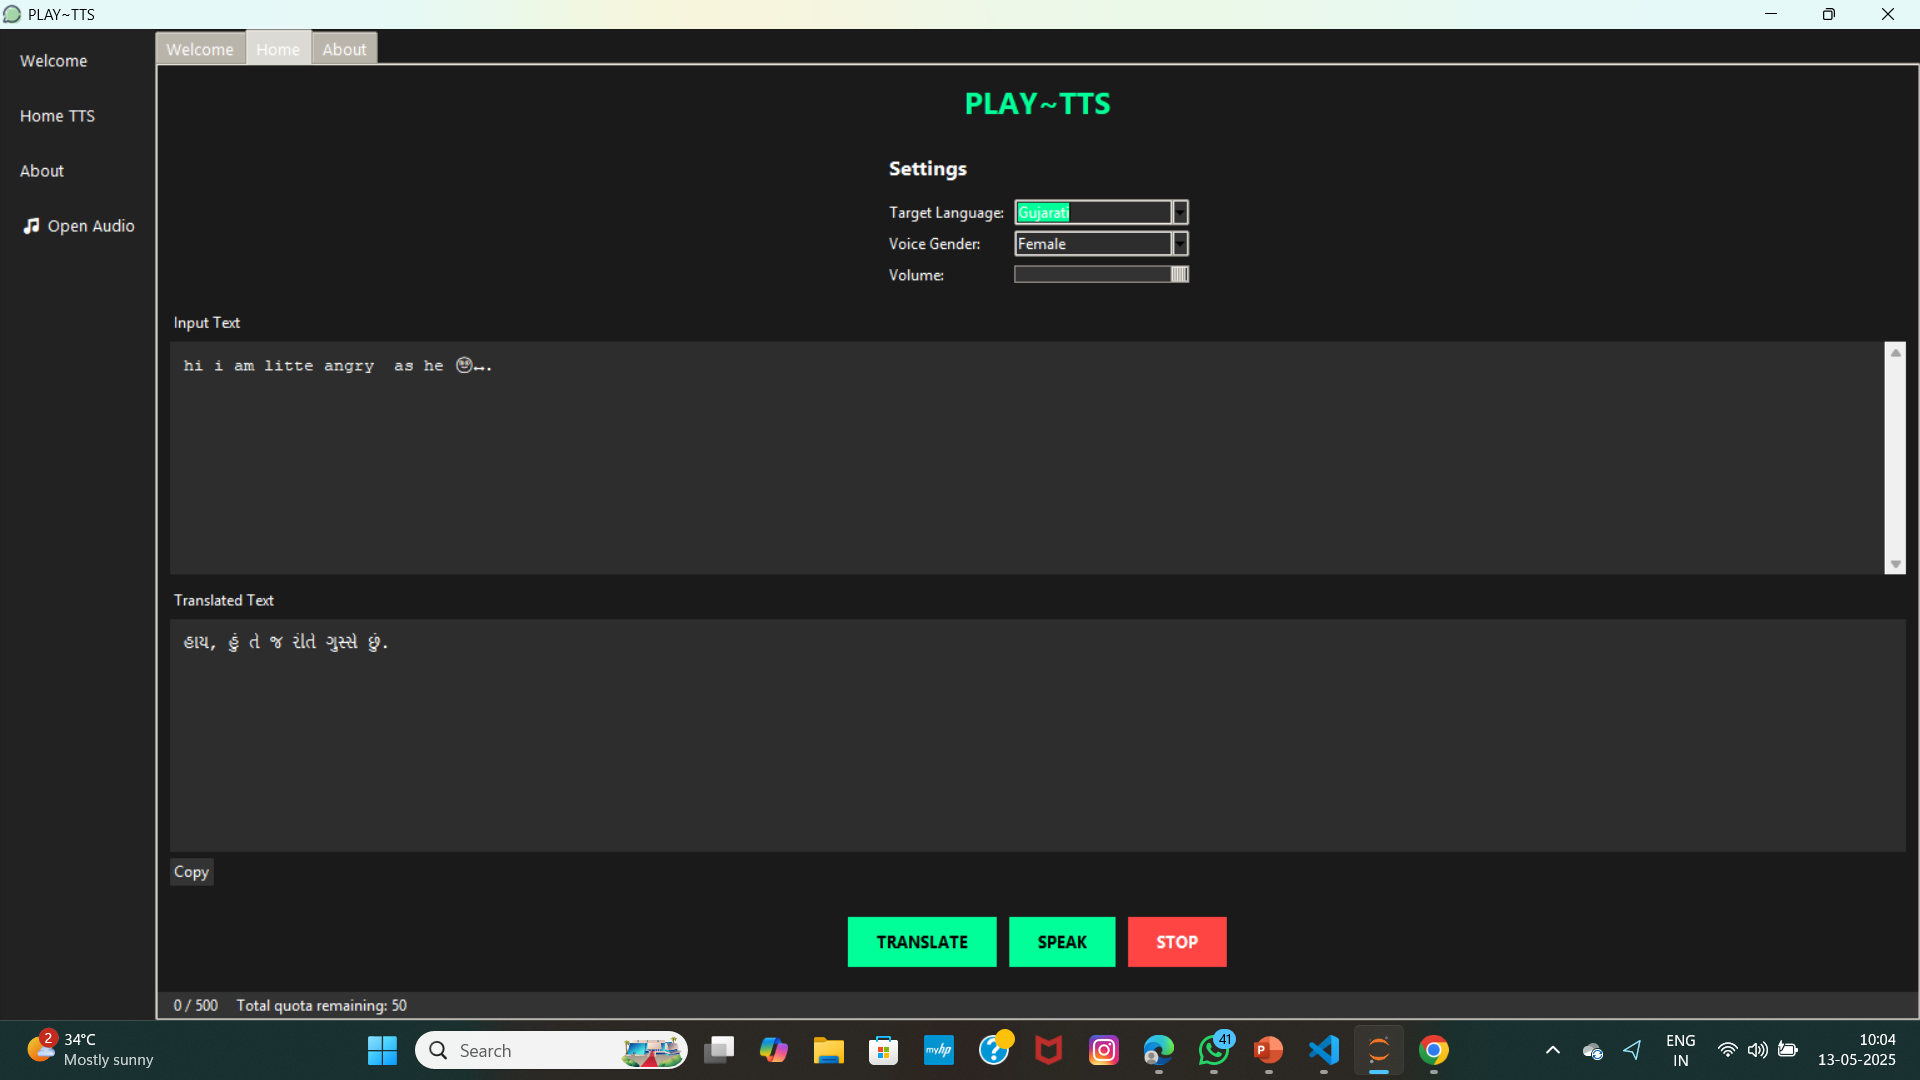 PLAY~TTS
Welcome
Home TTS
About
Open Audio
Welcome Home About
PLAY~TTS
Settings
Target Language: Gujarati
Voice Gender: Female
Volume:
Input Text
hi i am litte angry  as he 
Translated Text
હાય, હું તે જ રીતે ગુસ્સે છું.
Copy
TRANSLATE SPEAK STOP
0 / 500 Total quota remaining: 50
2
34°C
Mostly sunny
Search
myhp
41
P
ENG
IN
10:04
13-05-2025